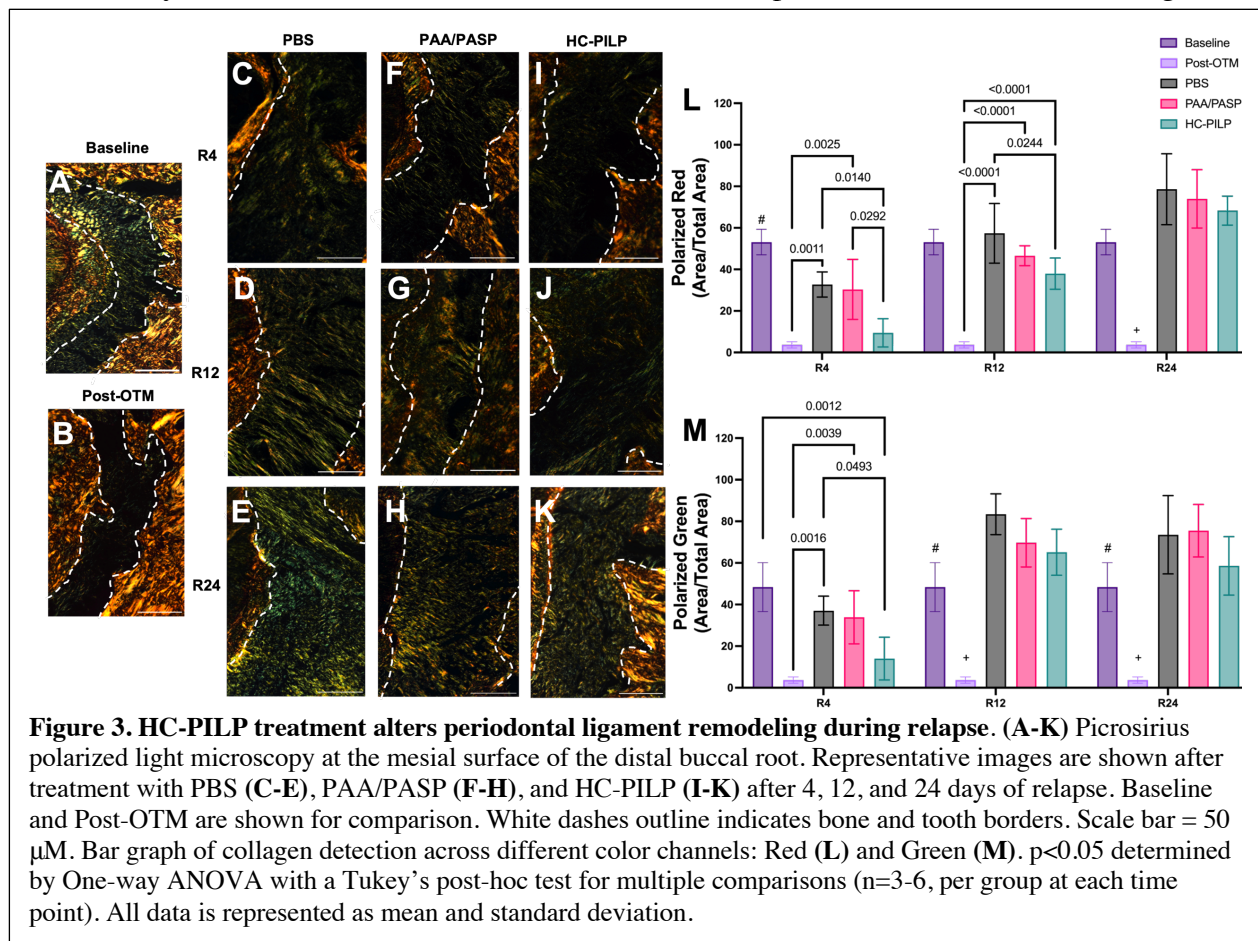 PBS
PAA/PASP
HC-PILP
Baseline
Post-OTM
R4
R12
R24
A
B
C
D
E
F
G
H
I
J
K
Baseline
Post-OTM
PBS
PAA/PASP
HC-PILP
L
Polarized Red
(Area/Total Area)
120
100
80
60
40
20
0
#
0.0011
0.0025
0.0140
0.0292
<0.0001
<0.0001
<0.0001
0.0244
+
R4
R12
R24
M
Polarized Green
(Area/Total Area)
120
100
80
60
40
20
0
0.0012
0.0039
0.0493
0.0016
#
+
#
+
R4
R12
R24
Figure 3. HC-PILP treatment alters periodontal ligament remodeling during relapse. (A-K) Picrosirius
polarized light microscopy at the mesial surface of the distal buccal root. Representative images are shown after
treatment with PBS (C-E), PAA/PASP (F-H), and HC-PILP (I-K) after 4, 12, and 24 days of relapse. Baseline
and Post-OTM are shown for comparison. White dashes outline indicates bone and tooth borders. Scale bar = 50
μM. Bar graph of collagen detection across different color channels: Red (L) and Green (M). p<0.05 determined
by One-way ANOVA with a Tukey's post-hoc test for multiple comparisons (n=3-6, per group at each time
point). All data is represented as mean and standard deviation.